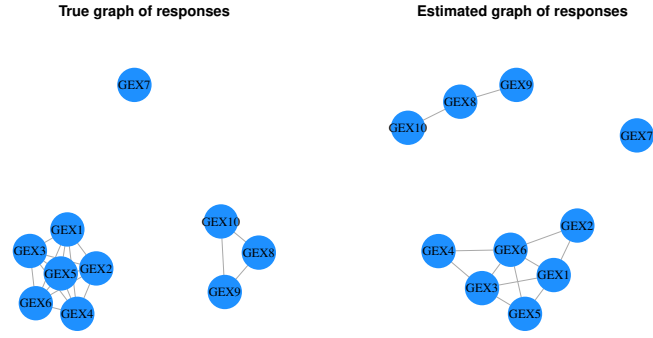 True graph of responses
GEX7
GEX10
GEX1
GEX3
GEX8
GEX2
GEX5
GEX9
GEX6
GEX4
Estimated graph of responses
GEX9
GEX8
GEX10
GEX7
GEX2
GEX6
GEX4
GEX1
GEX3
GEX5